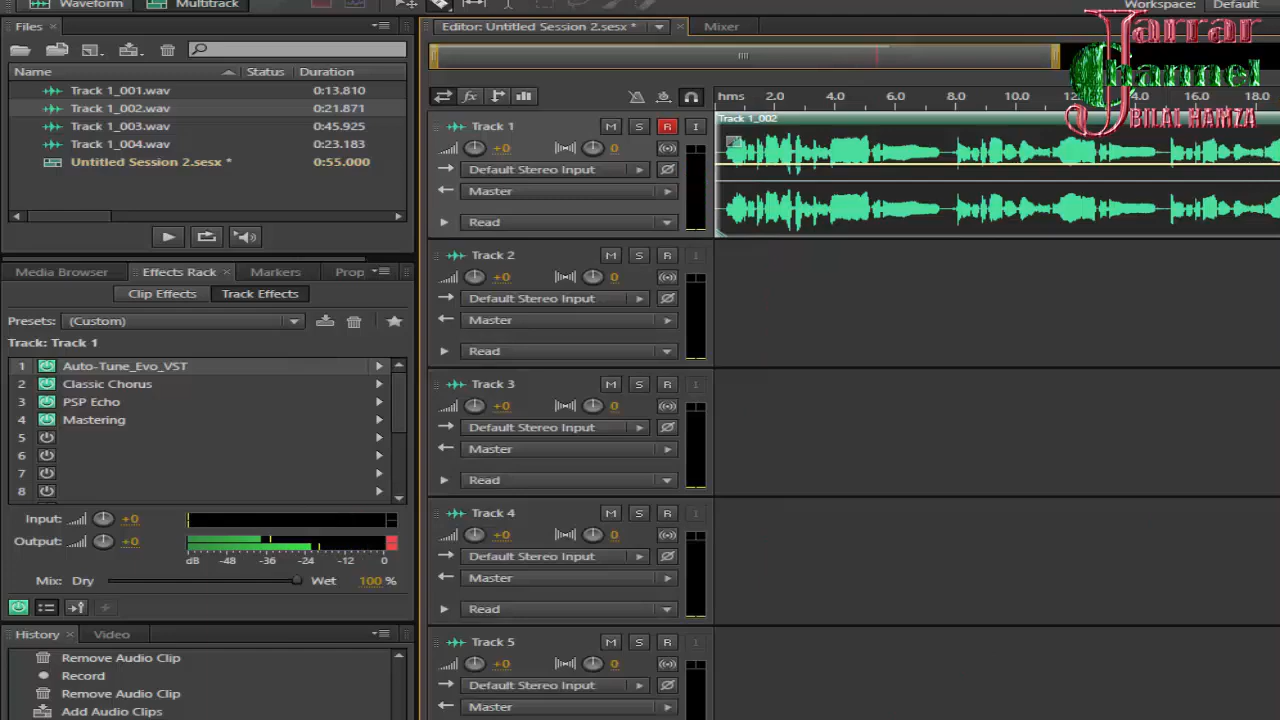 Waveform
Multitrack
Workspace:
Default
Files
Name
Status
Duration
Track 1_001.wav
0:13.810
Track 1_002.wav
0:21.871
Track 1_003.wav
0:45.925
Track 1_004.wav
0:23.183
Untitled Session 2.sesx *
0:55.000
Media Browser
Effects Rack
Markers
Prop
Clip Effects
Track Effects
Presets:
(Custom)
Track: Track 1
1 Auto-Tune_Evo_VST
2 Classic Chorus
3 PSP Echo
4 Mastering
5
6
7
8
Input: +0
Output: +0
dB -48 -36 -24 -12 0
Mix: Dry Wet 100 %
History
Video
Remove Audio Clip
Record
Remove Audio Clip
Add Audio Clips
Editor: Untitled Session 2.sesx *
Mixer
Jarrar
Channel
BILAL HAMZA
fx
hms 2.0 4.0 6.0 8.0 10.0 12.0 14.0 16.0 18.0
Track 1_002
Track 1 M S R I
+0 0
Default Stereo Input
Master
Read
Track 2 M S R I
+0 0
Default Stereo Input
Master
Read
Track 3 M S R I
+0 0
Default Stereo Input
Master
Read
Track 4 M S R I
+0 0
Default Stereo Input
Master
Read
Track 5 M S R I
+0 0
Default Stereo Input
Master